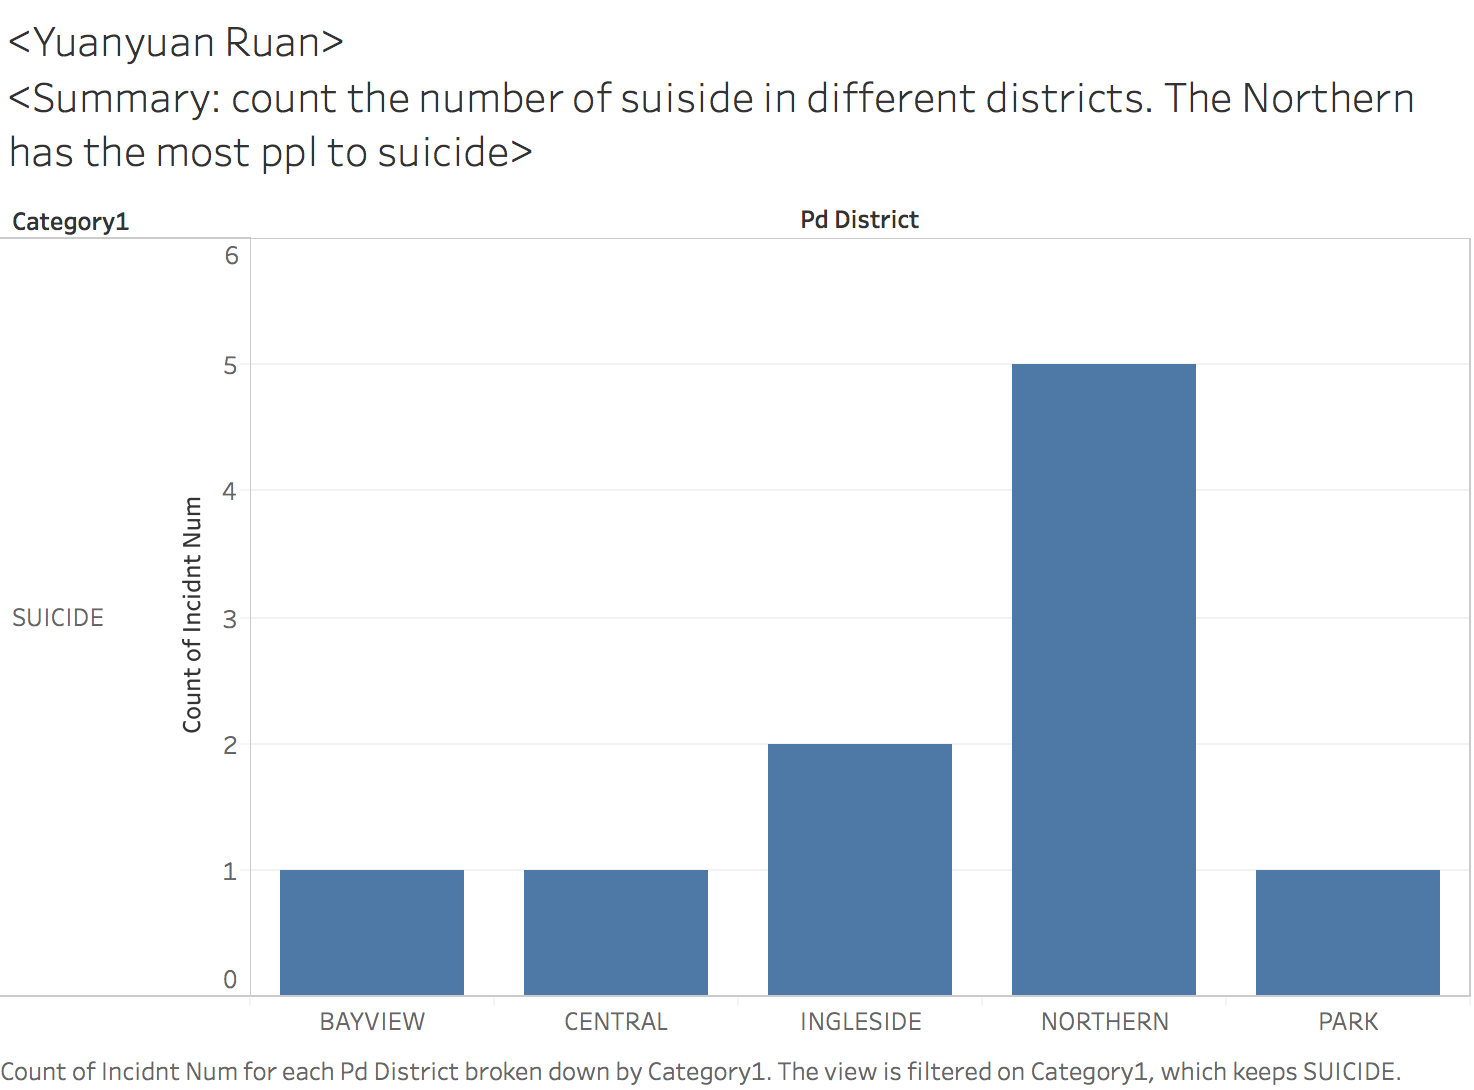 <Yuanyuan Ruan>
<Summary: count the number of suiside in different districts. The Northern
has the most ppl to suicide>
Category1
Pd District
6
5
4
3
2
1
0
Count of Incidnt Num
SUICIDE
BAYVIEW CENTRAL INGLESIDE NORTHERN PARK
Count of Incidnt Num for each Pd District broken down by Category1. The view is filtered on Category1, which keeps SUICIDE.